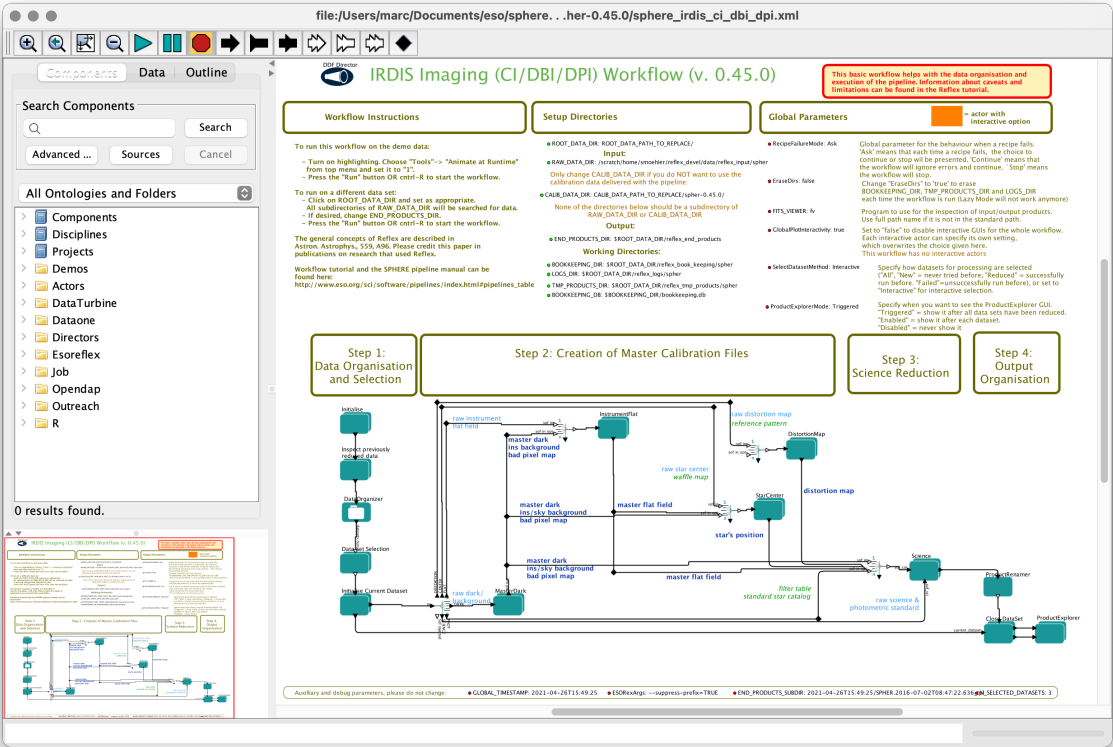 file:/Users/marc/Documents/eso/sphere. . .her-0.45.0/sphere_irdis_ci_dbi_dpi.xml
Components Data Outline
Search Components
Search
Advanced ... Sources Cancel
All Ontologies and Folders
Components
Disciplines
Projects
Demos
Actors
DataTurbine
Dataone
Directors
Esoreflex
Job
Opendap
Outreach
R
0 results found.
DDF Director
IRDIS Imaging (CI/DBI/DPI) Workflow (v. 0.45.0)
This basic workflow helps with the data organisation and
execution of the pipeline. Information about caveats and
limitations can be found in the Reflex tutorial.
Workflow Instructions
To run this workflow on the demo data:
- Turn on highlighting. Choose "Tools"-> "Animate at Runtime"
from top menu and set it to "1".
- Press the "Run" button OR cntrl-R to start the workflow.
To run on a different data set:
- Click on ROOT_DATA_DIR and set as appropriate.
All subdirectories of RAW_DATA_DIR will be searched for data.
- If desired, change END_PRODUCTS_DIR.
- Press the "Run" button OR cntrl-R to start the workflow.
The general concepts of Reflex are described in
Astron. Astrophys., 559, A96. Please credit this paper in
publications on research that used Reflex.
Workflow tutorial and the SPHERE pipeline manual can be
found here:
http://www.eso.org/sci/software/pipelines/index.html#pipelines_table
Setup Directories
ROOT_DATA_DIR: ROOT_DATA_PATH_TO_REPLACE/
Input:
RAW_DATA_DIR: /scratch/home/smoehler/reflex_devel/data/reflex_input/spher
Only change CALIB_DATA_DIR if you do NOT want to use the
calibration data delivered with the pipeline:
CALIB_DATA_DIR: CALIB_DATA_PATH_TO_REPLACE/spher-0.45.0/
None of the directories below should be a subdirectory of
RAW_DATA_DIR or CALIB_DATA_DIR
Output:
END_PRODUCTS_DIR: $ROOT_DATA_DIR/reflex_end_products
Working Directories:
BOOKKEEPING_DIR: $ROOT_DATA_DIR/reflex_book_keeping/spher
LOGS_DIR: $ROOT_DATA_DIR/reflex_logs/spher
TMP_PRODUCTS_DIR: $ROOT_DATA_DIR/reflex_tmp_products/spher
BOOKKEEPING_DB: $BOOKKEEPING_DIR/bookkeeping.db
Global Parameters
= actor with
interactive option
RecipeFailureMode: Ask
Global parameter for the behaviour when a recipe fails.
'Ask' means that each time a recipe fails, the choice to
continue or stop wil be presented. 'Continue' means that
the workflow will ignore errors and continue. 'Stop' means
the workflow will stop.
EraseDirs: false
Change "EraseDirs" to 'true' to erase
BOOKKEEPING_DIR, TMP_PRODUCTS_DIR and LOGS_DIR
each time the workflow is run (Lazy Mode will not work anymore)
FITS_VIEWER: fv
Program to use for the inspection of input/output products.
Use full path name if it is not in the standard path.
GlobalPlotInteractivity: true
Set to "false" to disable interactive GUIs for the whole workflow.
Each interactive actor can specify its own setting,
which overwrites the choice given here.
This workflow has no interactive actors
SelectDatasetMethod: Interactive
Specify how datasets for processing are selected
("All", "New" = never tried before, "Reduced" = successfully
run before. "Failed"=unsuccessfully run before), or set to
"Interactive" for interactive selection.
ProductExplorerMode: Triggered
Specify when you want to see the ProductExplorer GUI.
"Triggered" = show it after all data sets have been reduced.
"Enabled" = show it after each dataset.
"Disabled" = never show it
Step 1:
Data Organisation
and Selection
Step 2: Creation of Master Calibration Files
Step 3:
Science Reduction
Step 4:
Output
Organisation
Initialise
Inspect previously
reduced data
DataOrganizer
DataSet Selection
Initialise Current Dataset
raw instrument
flat field
InstrumentFlat
master dark
ins background
bad pixel map
raw distortion map
reference pattern
DistortionMap
raw star center
waffle map
StarCenter
distortion map
master dark
ins/sky background
bad pixel map
master flat field
star's position
master dark
ins/sky background
bad pixel map
master flat field
Science
raw dark/
background
MasterDark
filter table
standard star catalog
raw science &
photometric standard
ProductRenamer
current_dataset
CloseDataSet
ProductExplorer
Auxiliary and debug parameters, please do not change:
GLOBAL_TIMESTAMP: 2021-04-26T15:49:25
ESORexArgs: --suppress-prefix=TRUE
END_PRODUCTS_SUBDIR: 2021-04-26T15:49:25/SPHER.2016-07-02T08:47:22.636
N_SELECTED_DATASETS: 3
IRDIS Imaging (CI/DBI/DPI) Workflow (v. 0.45.0)